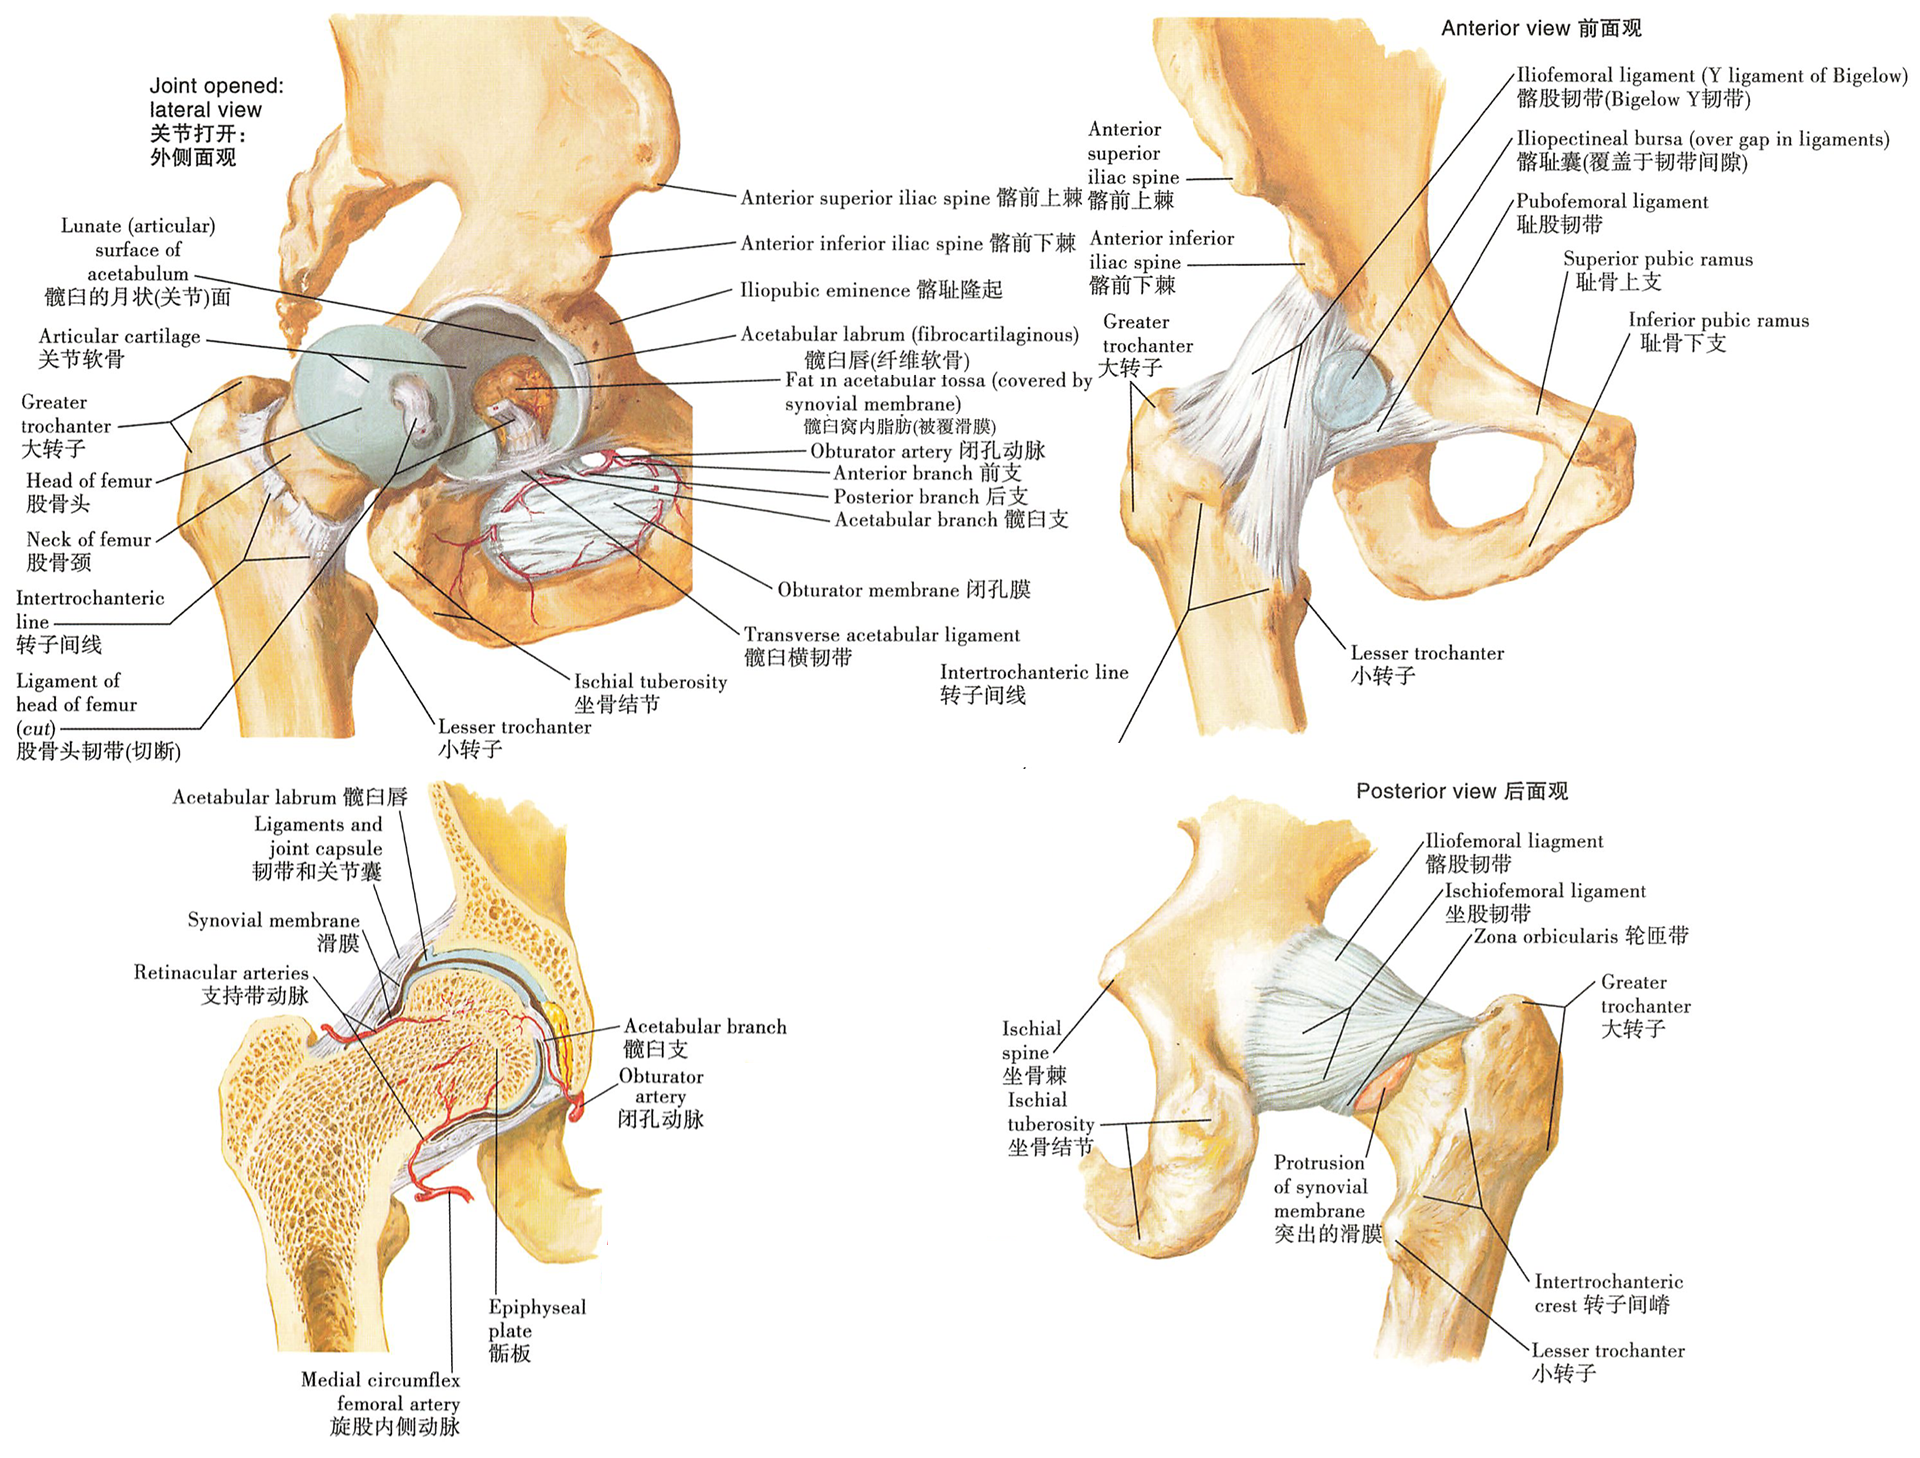 Joint opened:
lateral view
关节打开：
外侧面观
Lunate (articular)
surface of
acetabulum
髋臼的月状(关节)面
Articular cartilage
关节软骨
Greater
trochanter
大转子
Head of femur
股骨头
Neck of femur
股骨颈
Intertrochanteric
line
转子间线
Ligament of
head of femur
(cut)
股骨头韧带(切断)
Anterior superior iliac spine 髂前上棘
Anterior inferior iliac spine 髂前下棘
Iliopubic eminence 髂耻隆起
Acetabular labrum (fibrocartilaginous)
髋臼唇(纤维软骨)
Fat in acetabular fossa (covered by
synovial membrane)
髋臼窝内脂肪(被覆滑膜)
Obturator artery 闭孔动脉
Anterior branch 前支
Posterior branch 后支
Acetabular branch 髋臼支
Obturator membrane 闭孔膜
Transverse acetabular ligament
髋臼横韧带
Ischial tuberosity
坐骨结节
Lesser trochanter
小转子
Anterior view 前面观
Iliofemoral ligament (Y ligament of Bigelow)
髂股韧带(Bigelow Y韧带)
Iliopectineal bursa (over gap in ligaments)
髂耻囊(覆盖于韧带间隙)
Pubofemoral ligament
耻股韧带
Superior pubic ramus
耻骨上支
Inferior pubic ramus
耻骨下支
Anterior
superior
iliac spine
髂前上棘
Anterior inferior
iliac spine
髂前下棘
Greater
trochanter
大转子
Intertrochanteric line
转子间线
Lesser trochanter
小转子
Acetabular labrum 髋臼唇
Ligaments and
joint capsule
韧带和关节囊
Synovial membrane
滑膜
Retinacular arteries
支持带动脉
Acetabular branch
髋臼支
Obturator
artery
闭孔动脉
Epiphyseal
plate
骺板
Medial circumflex
femoral artery
旋股内侧动脉
Posterior view 后面观
Iliofemoral liagment
髂股韧带
Ischiofemoral ligament
坐股韧带
Zona orbicularis 轮匝带
Greater
trochanter
大转子
Ischial
spine
坐骨棘
Ischial
tuberosity
坐骨结节
Protrusion
of synovial
membrane
突出的滑膜
Intertrochanteric
crest 转子间嵴
Lesser trochanter
小转子